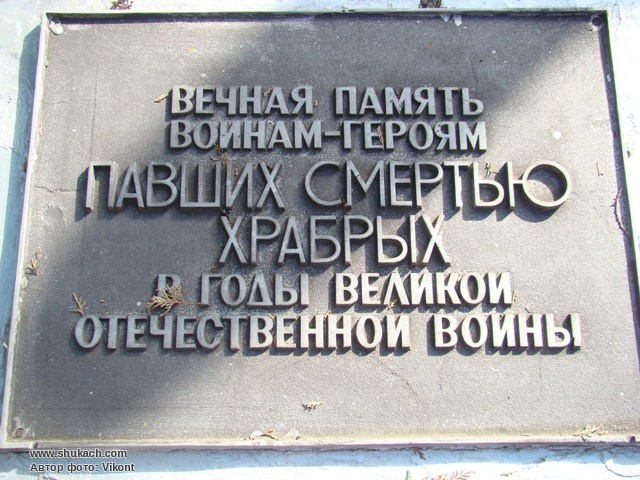 ВЕЧНАЯ ПАМЯТЬ
ВОИНАМ-ГЕРОЯМ
ПАВШИХ СМЕРТЬЮ
ХРАБРЫХ
В ГОДЫ ВЕЛИКОЙ
ОТЕЧЕСТВЕННОЙ ВОЙНЫ
www.shukach.com
Автор фото: Vikont